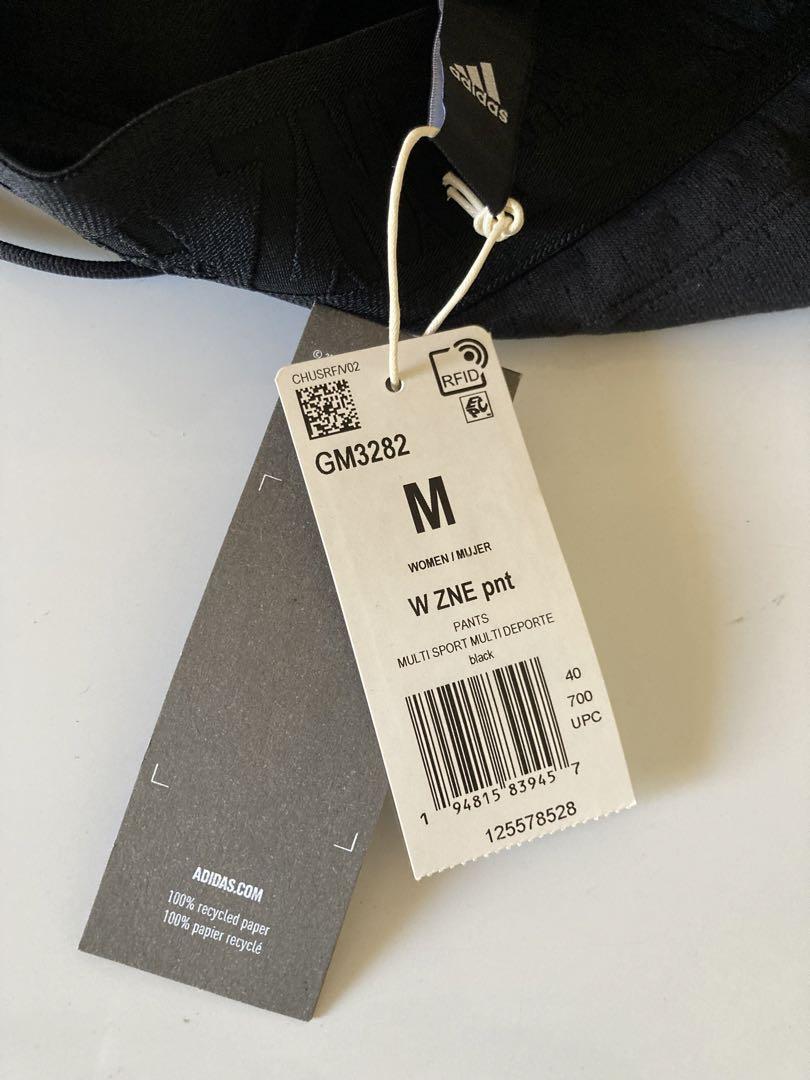 adidas
CHUSRFIV02
RFID
GM3282
M
WOMEN / MUJER
W ZNE pnt
PANTS
MULTI SPORT MULTI DEPORTE
black
40
700
UPC
1 94815 83945 7
125578528
ADIDAS.COM
100% recycled paper
100% papier recyclé